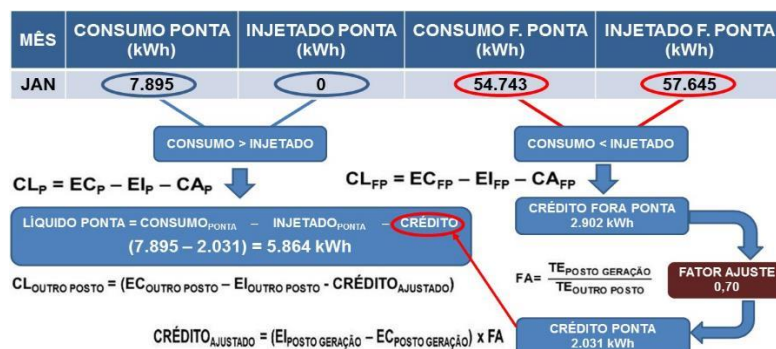 MÊS CONSUMO PONTA (kWh) INJETADO PONTA (kWh) CONSUMO F. PONTA (kWh) INJETADO F. PONTA (kWh)
JAN 7.895 0 54.743 57.645
CONSUMO > INJETADO
CONSUMO < INJETADO
CLP = ECP – EIP – CAP
CLFP = ECFP – EIFP – CAFP
LÍQUIDO PONTA = CONSUMOPONTA – INJETADOPONTA – CRÉDITO
(7.895 – 2.031) = 5.864 kWh
CRÉDITO FORA PONTA
2.902 kWh
CLOUTRO POSTO = (ECOUTRO POSTO – EIOUTRO POSTO - CRÉDITOAJUSTADO)
FA= TEPOSTO GERAÇÃO
TEOUTRO POSTO
FATOR AJUSTE
0,70
CRÉDITOAJUSTADO = (EIPOSTO GERAÇÃO – ECPOSTO GERAÇÃO) x FA
CRÉDITO PONTA
2.031 kWh